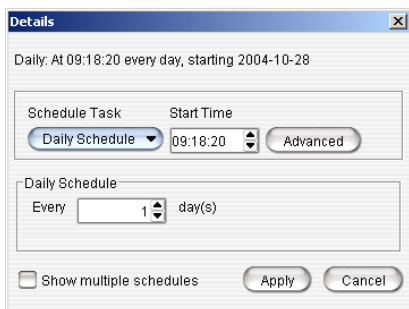 Details
Daily: At 09:18:20 every day, starting 2004-10-28
Schedule Task Start Time
Daily Schedule 09:18:20 Advanced
Daily Schedule
Every 1 day(s)
Show multiple schedules Apply Cancel